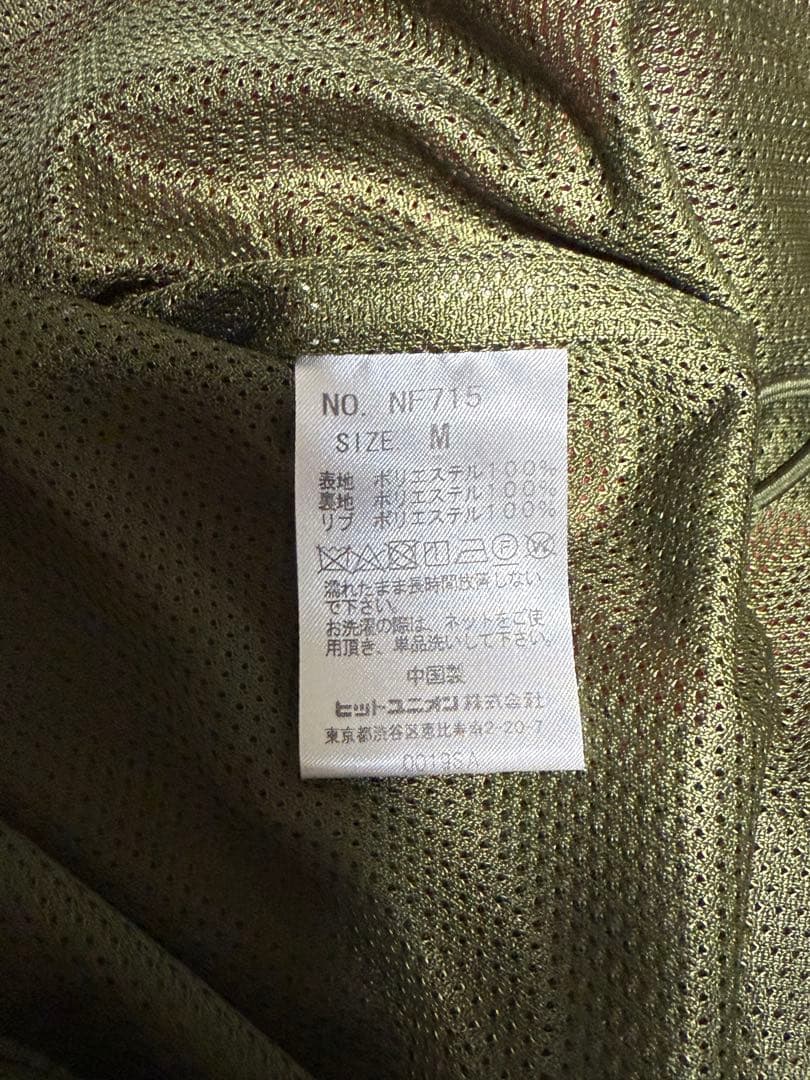 NO. NF715
SIZE. M
表地 ポリエステル100%
裏地 ポリエステル100%
リブ ポリエステル100%
濡れたまま長時間放置しない
で下さい。
お洗濯の際は、ネットをご使
用頂き、単品洗いして下さい。
中国製
ヒットユニオン株式会社
東京都渋谷区恵比寿南2-20-7
0019SA